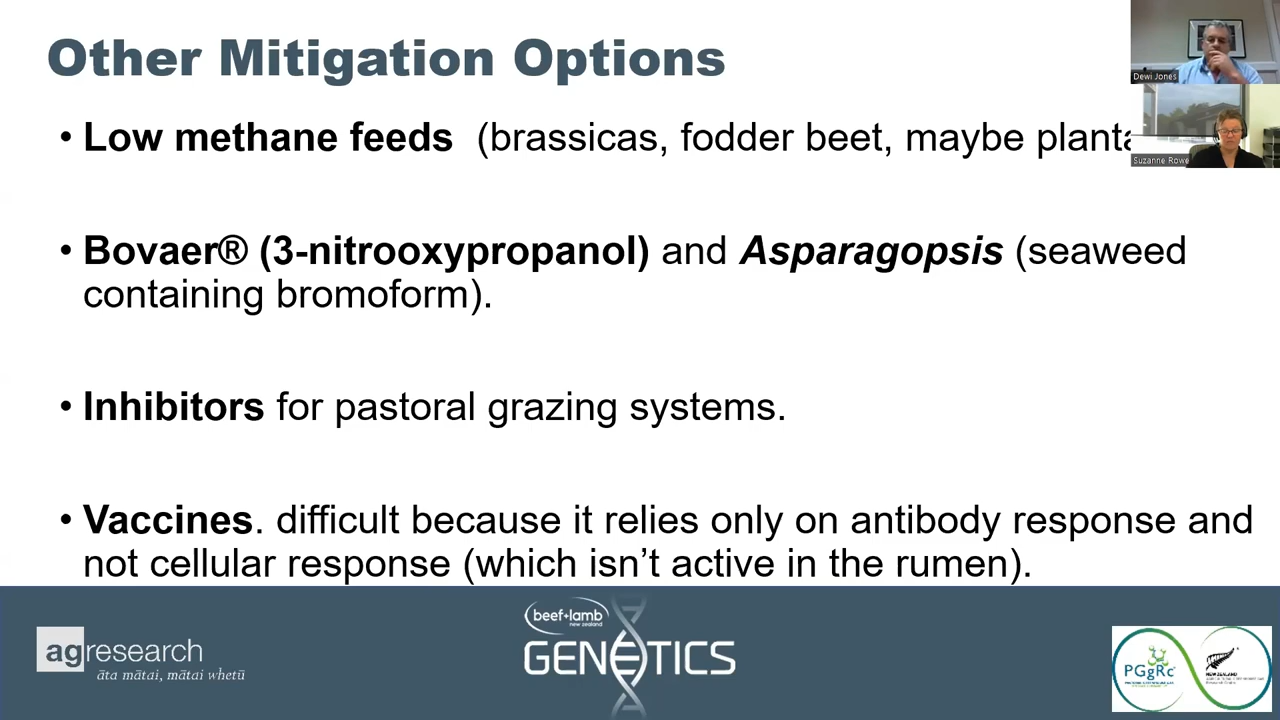 Other Mitigation Options
• Low methane feeds (brassicas, fodder beet, maybe planta
• Bovaer® (3-nitrooxypropanol) and Asparagopsis (seaweed
containing bromoform).
• Inhibitors for pastoral grazing systems.
• Vaccines. difficult because it relies only on antibody response and
not cellular response (which isn't active in the rumen).
Dewi Jones
Suzanne Rowe
agresearch
āta mātai, mātai whetū
beef+lamb
new zealand
GENETICS
PGgRc
NEW ZEALAND